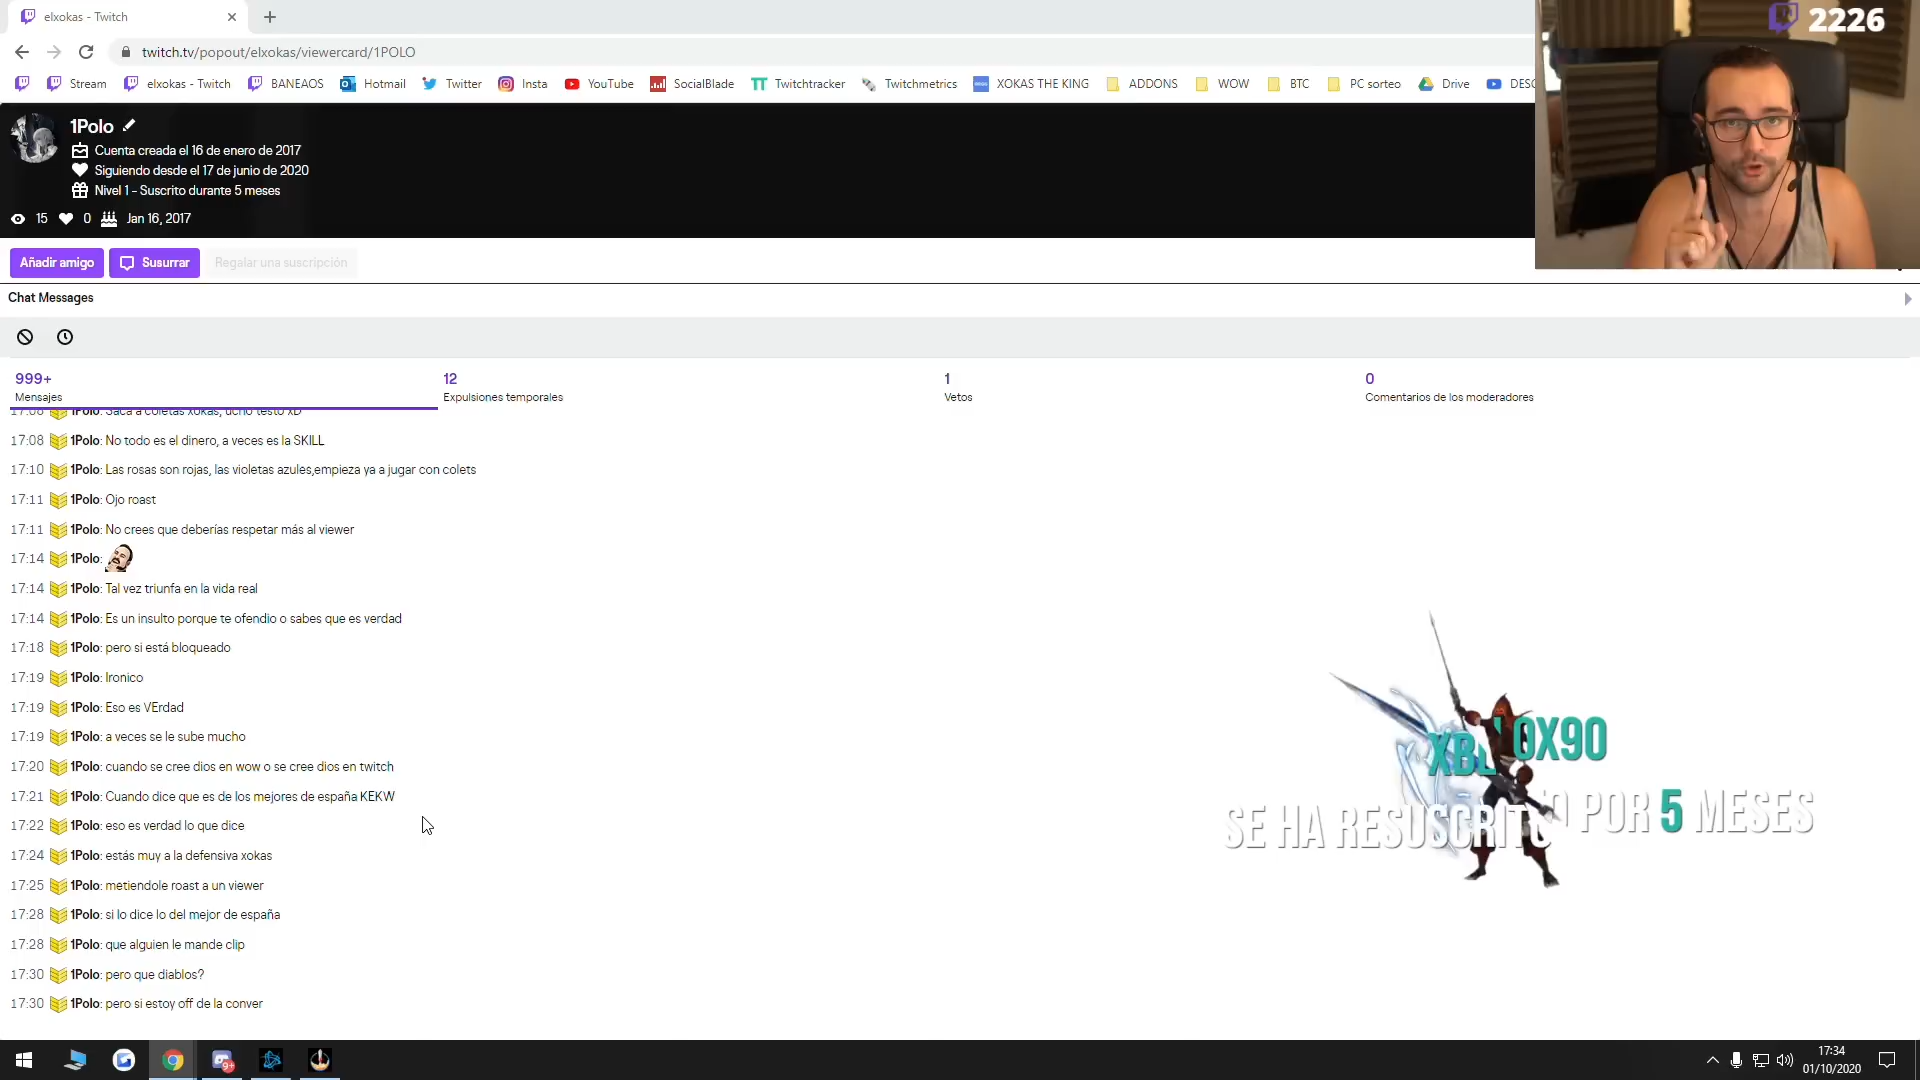 elxokas - Twitch
2226
twitch.tv/popout/elxokas/viewercard/1POLO
Stream elxokas - Twitch BANEAOS Hotmail Twitter Insta YouTube SocialBlade Twitchtracker Twitchmetrics XOKAS THE KING ADDONS WOW BTC PC sorteo Drive
1Polo
Cuenta creada el 16 de enero de 2017
Siguiendo desde el 17 de junio de 2020
Nivel 1 - Suscrito durante 5 meses
15 0 Jan 16, 2017
Añadir amigo Susurrar Regalar una suscripción
Chat Messages
999+ 12 1 0
Mensajes Expulsiones temporales Vetos Comentarios de los moderadores
17:08 1Polo: Saca a coletas xokas, ucho testo xD
17:08 1Polo: No todo es el dinero, a veces es la SKILL
17:10 1Polo: Las rosas son rojas, las violetas azules,empieza ya a jugar con colets
17:11 1Polo: Ojo roast
17:11 1Polo: No crees que deberías respetar más al viewer
17:14 1Polo:
17:14 1Polo: Tal vez triunfa en la vida real
17:14 1Polo: Es un insulto porque te ofendio o sabes que es verdad
17:18 1Polo: pero si está bloqueado
17:19 1Polo: Ironico
17:19 1Polo: Eso es VErdad
17:19 1Polo: a veces se le sube mucho
17:20 1Polo: cuando se cree dios en wow o se cree dios en twitch
17:21 1Polo: Cuando dice que es de los mejores de españa KEKW
17:22 1Polo: eso es verdad lo que dice
17:24 1Polo: estás muy a la defensiva xokas
17:25 1Polo: metiendole roast a un viewer
17:28 1Polo: si lo dice lo del mejor de españa
17:28 1Polo: que alguien le mande clip
17:30 1Polo: pero que diablos?
17:30 1Polo: pero si estoy off de la conver
SE HA RESUSCRITO POR 5 MESES
9+
17:34
01/10/2020